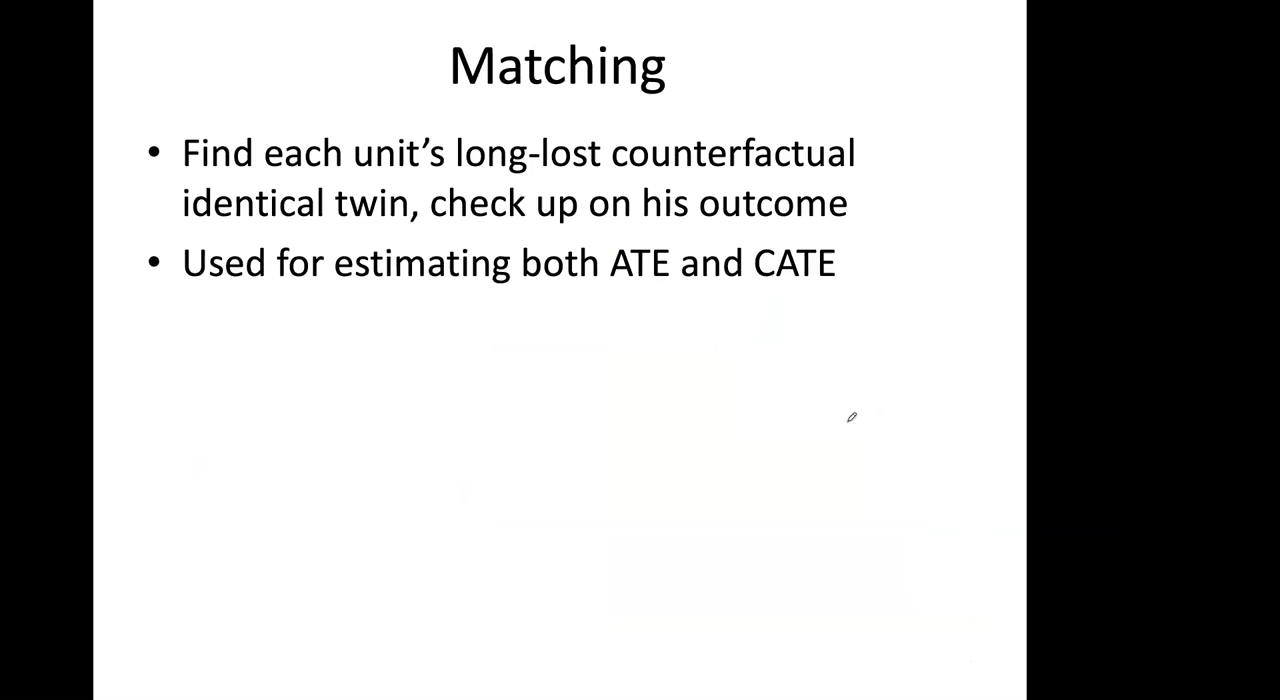 Matching
• Find each unit’s long-lost counterfactual
identical twin, check up on his outcome
• Used for estimating both ATE and CATE